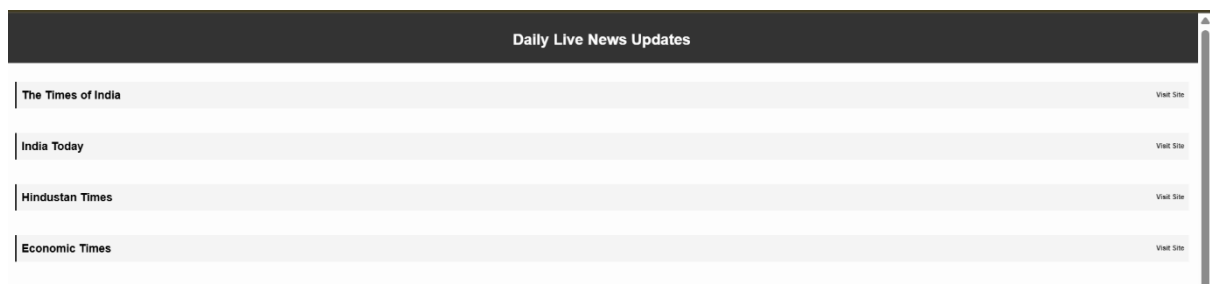 Daily Live News Updates
The Times of India Visit Site
India Today Visit Site
Hindustan Times Visit Site
Economic Times Visit Site